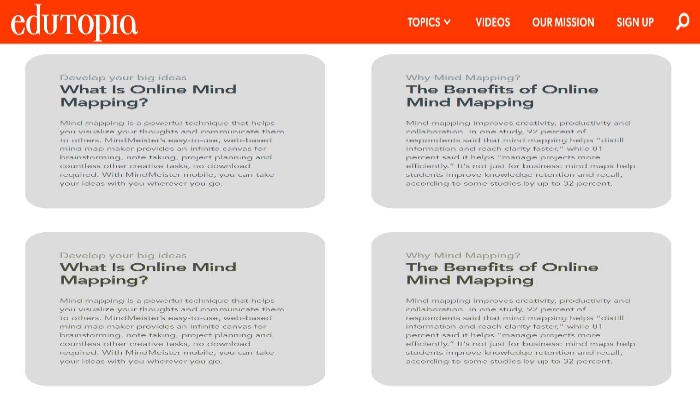 edutopia
TOPICS
VIDEOS
OUR MISSION
SIGN UP
Develop your big ideas
What Is Online Mind
Mapping?
Mind mapping is a powerful technique that helps
you visualize your thoughts and communicate them
to others. MindMeister's easy-to-use, web-based
mind map maker provides an infinite canvas for
brainstorming, note taking, project planning and
countless other creative tasks, no download
required. With MindMeister mobile, you can take
your ideas with you wherever you go.
Why Mind Mapping?
The Benefits of Online
Mind Mapping
Mind mapping improves creativity, productivity and
collaboration. In one study, 92 percent of
respondents said that mind mapping helps "distill
information and reach clarity faster," while 81
percent said it helps "manage projects more
efficiently." It's not just for business: mind maps help
students improve knowledge retention and recall,
according to some studies by up to 32 percent.
Develop your big ideas
What Is Online Mind
Mapping?
Mind mapping is a powerful technique that helps
you visualize your thoughts and communicate them
to others. MindMeister's easy-to-use, web-based
mind map maker provides an infinite canvas for
brainstorming, note taking, project planning and
countless other creative tasks, no download
required. With MindMeister mobile, you can take
your ideas with you wherever you go.
Why Mind Mapping?
The Benefits of Online
Mind Mapping
Mind mapping improves creativity, productivity and
collaboration. In one study, 92 percent of
respondents said that mind mapping helps "distill
information and reach clarity faster," while 81
percent said it helps "manage projects more
efficiently." It's not just for business: mind maps help
students improve knowledge retention and recall,
according to some studies by up to 32 percent.